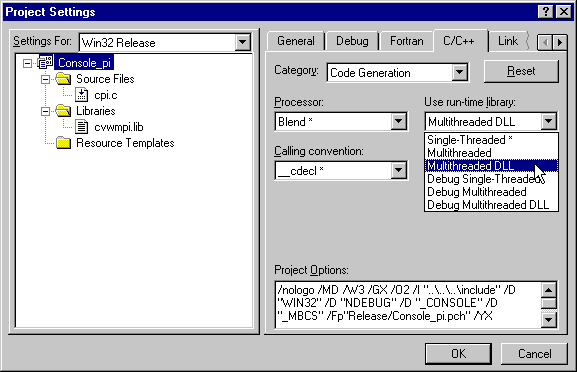 Project Settings
Settings For: Win32 Release
Console_pi
Source Files
cpi.c
Libraries
cvwmpi.lib
Resource Templates
General Debug Fortran C/C++ Link
Category: Code Generation Reset
Processor: Use run-time library:
Blend * Multithreaded DLL
Calling convention:
__cdecl *
Single-Threaded *
Multithreaded
Multithreaded DLL
Debug Single-Threaded
Debug Multithreaded
Debug Multithreaded DLL
Project Options:
/nologo /MD /W3 /GX /O2 /I "..\..\..\include" /D
"WIN32" /D "NDEBUG" /D "_CONSOLE" /D
"_MBCS" /Fp"Release/Console_pi.pch" /YX
OK Cancel